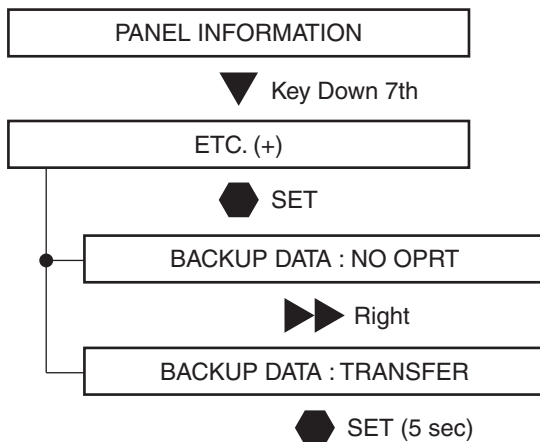 PANEL INFORMATION
Key Down 7th
ETC. (+)
SET
BACKUP DATA : NO OPRT
Right
BACKUP DATA : TRANSFER
SET (5 sec)